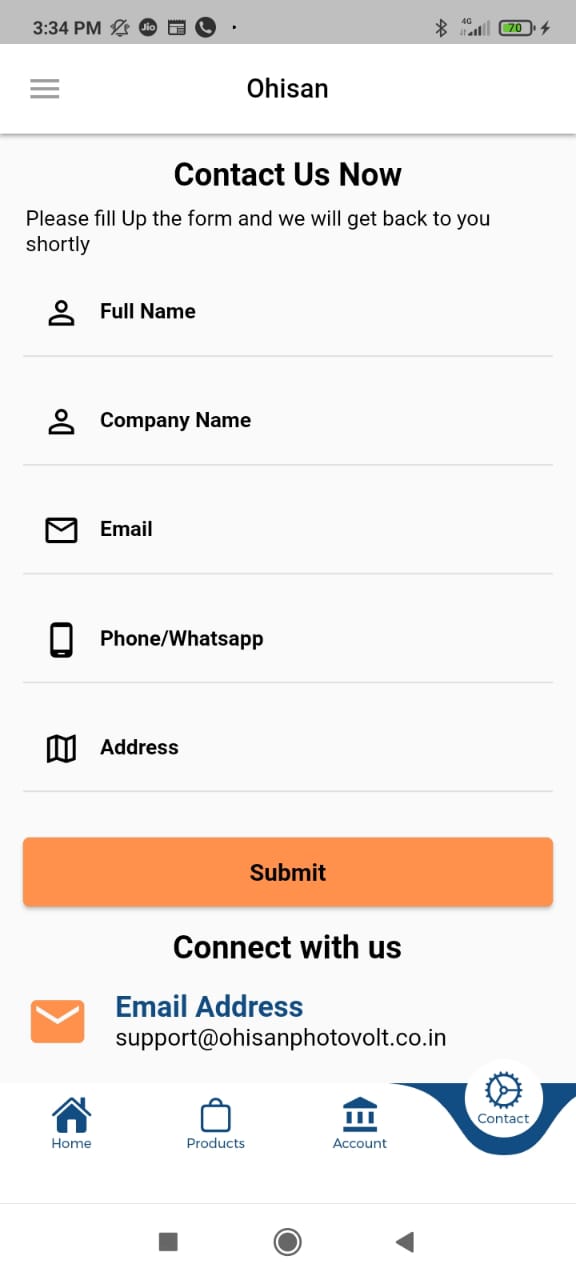 3:34 PM
Jio
4G
70
Ohisan
Contact Us Now
Please fill Up the form and we will get back to you
shortly
Full Name
Company Name
Email
Phone/Whatsapp
Address
Submit
Connect with us
Email Address
support@ohisanphotovolt.co.in
Home
Products
Account
Contact